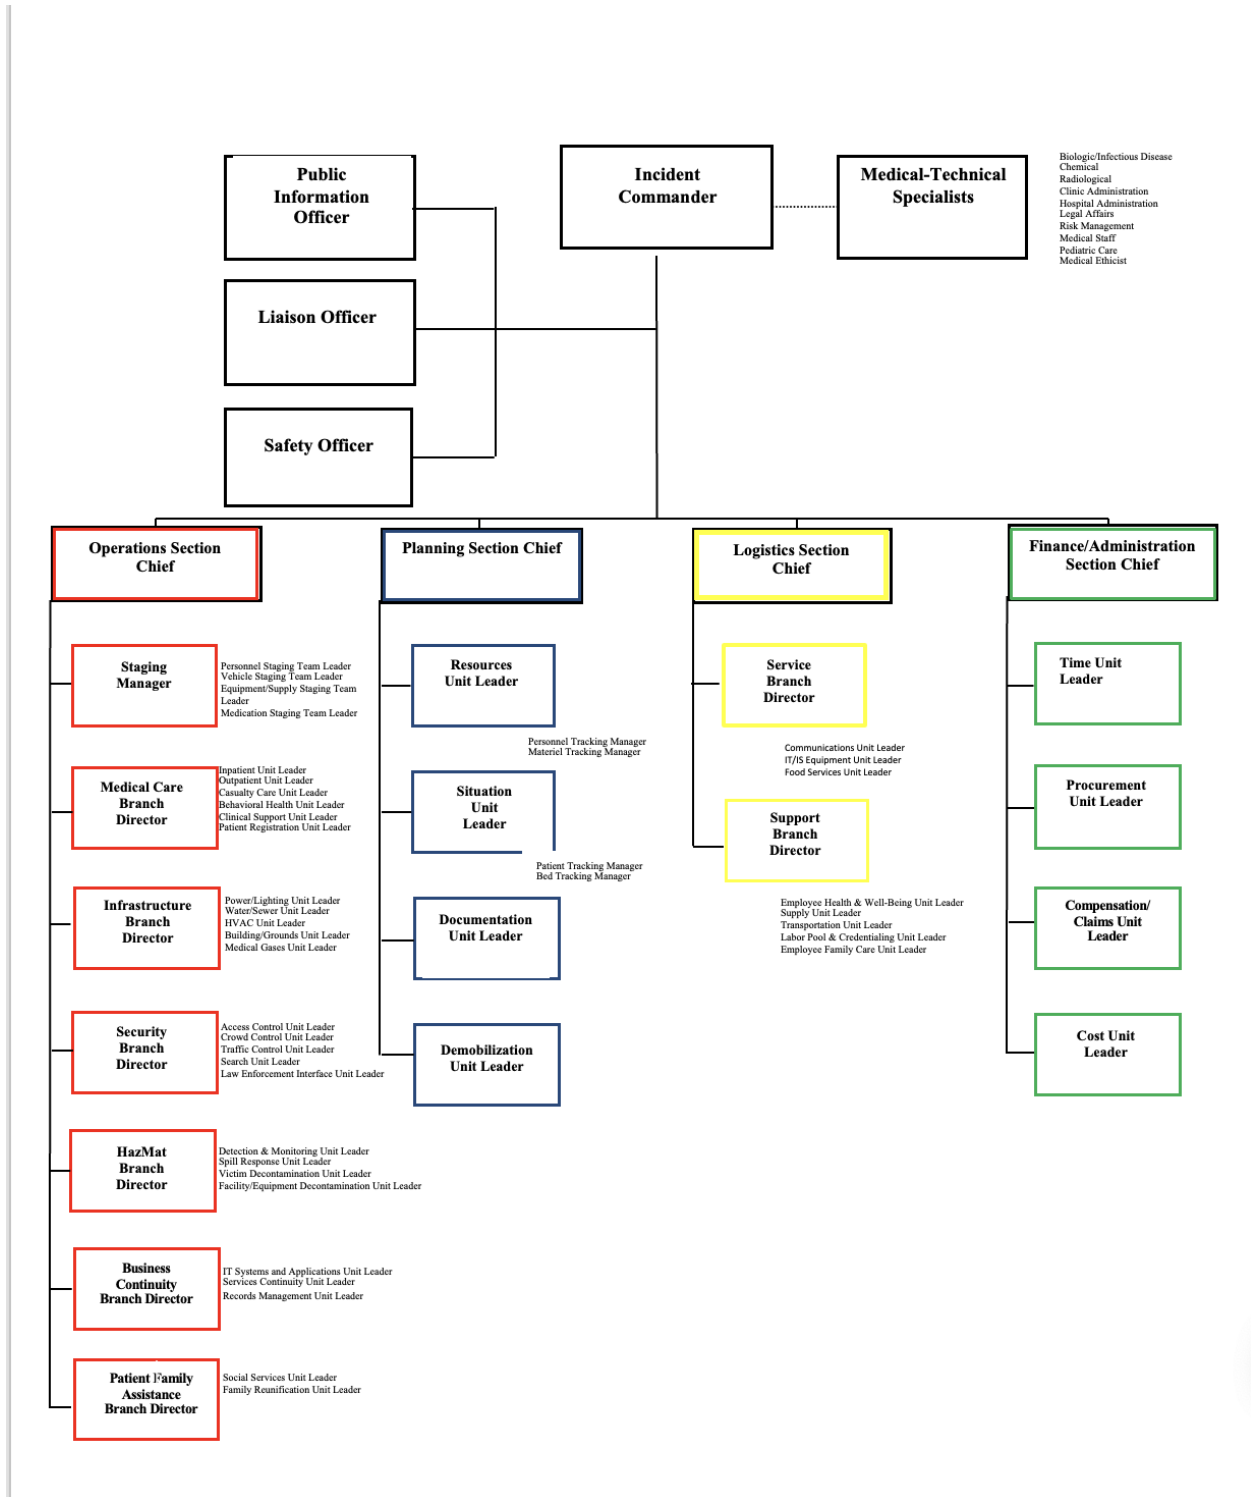 Public
Information
Officer
Incident
Commander
Medical-Technical
Specialists
Biologic/Infectious Disease
Chemical
Radiological
Clinic Administration
Hospital Administration
Legal Affairs
Risk Management
Medical Staff
Pediatric Care
Medical Ethicist
Liaison Officer
Safety Officer
Operations Section
Chief
Planning Section Chief
Logistics Section
Chief
Finance/Administration
Section Chief
Staging
Manager
Personnel Staging Team Leader
Vehicle Staging Team Leader
Equipment/Supply Staging Team
Leader
Medication Staging Team Leader
Medical Care
Branch
Director
Inpatient Unit Leader
Outpatient Unit Leader
Casualty Care Unit Leader
Behavioral Health Unit Leader
Clinical Support Unit Leader
Patient Registration Unit Leader
Infrastructure
Branch
Director
Power/Lighting Unit Leader
Water/Sewer Unit Leader
HVAC Unit Leader
Building/Grounds Unit Leader
Medical Gases Unit Leader
Security
Branch
Director
Access Control Unit Leader
Crowd Control Unit Leader
Traffic Control Unit Leader
Search Unit Leader
Law Enforcement Interface Unit Leader
HazMat
Branch
Director
Detection & Monitoring Unit Leader
Spill Response Unit Leader
Victim Decontamination Unit Leader
Facility/Equipment Decontamination Unit Leader
Business
Continuity
Branch Director
IT Systems and Applications Unit Leader
Services Continuity Unit Leader
Records Management Unit Leader
Patient Family
Assistance
Branch Director
Social Services Unit Leader
Family Reunification Unit Leader
Resources
Unit Leader
Personnel Tracking Manager
Materiel Tracking Manager
Situation
Unit
Leader
Patient Tracking Manager
Bed Tracking Manager
Documentation
Unit Leader
Demobilization
Unit Leader
Service
Branch
Director
Communications Unit Leader
IT/IS Equipment Unit Leader
Food Services Unit Leader
Support
Branch
Director
Employee Health & Well-Being Unit Leader
Supply Unit Leader
Transportation Unit Leader
Labor Pool & Credentialing Unit Leader
Employee Family Care Unit Leader
Time Unit
Leader
Procurement
Unit Leader
Compensation/
Claims Unit
Leader
Cost Unit
Leader